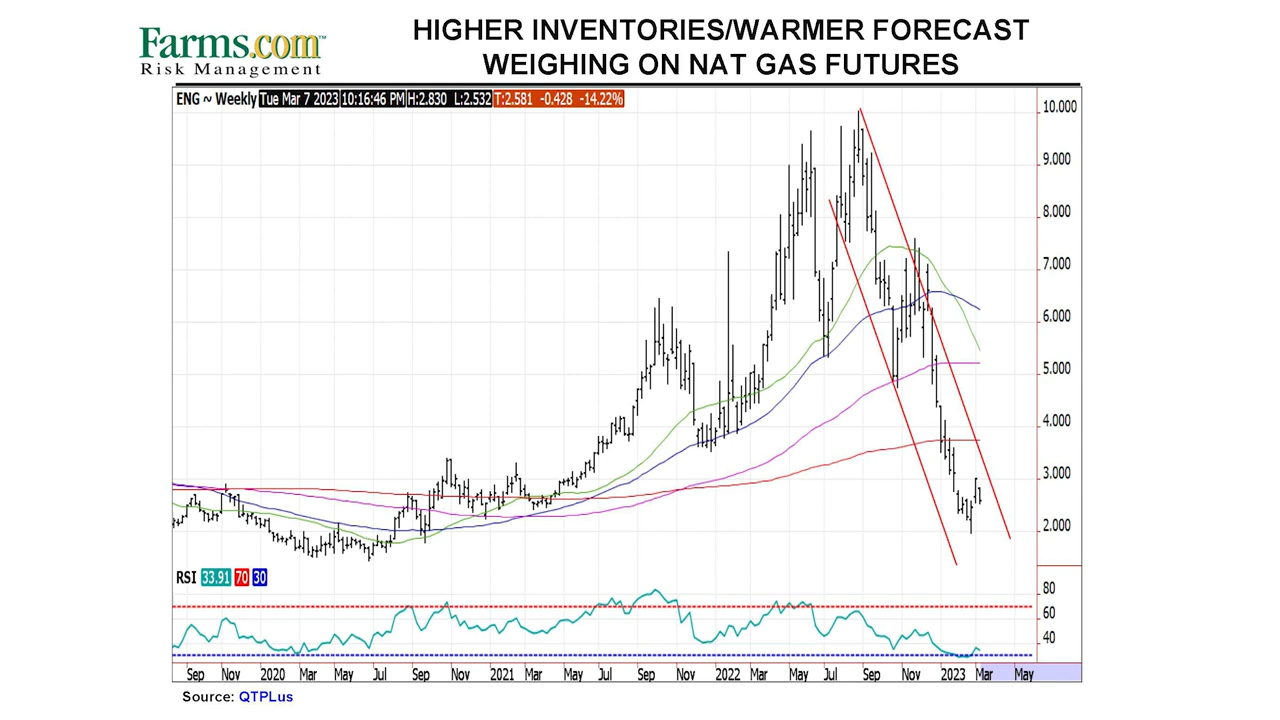 Farms.com™
Risk Management
HIGHER INVENTORIES/WARMER FORECAST
WEIGHING ON NAT GAS FUTURES
ENG ~ Weekly Tue Mar 7 2023 10:16:46 PM H:2.830 L:2.532 T:2.581 -0.428 -14.22%
10.000
9.000
8.000
7.000
6.000
5.000
4.000
3.000
2.000
RSI 33.91 70 30
80
60
40
Sep Nov 2020 Mar May Jul Sep Nov 2021 Mar May Jul Sep Nov 2022 Mar May Jul Sep Nov 2023 Mar May
Source: QTPLus